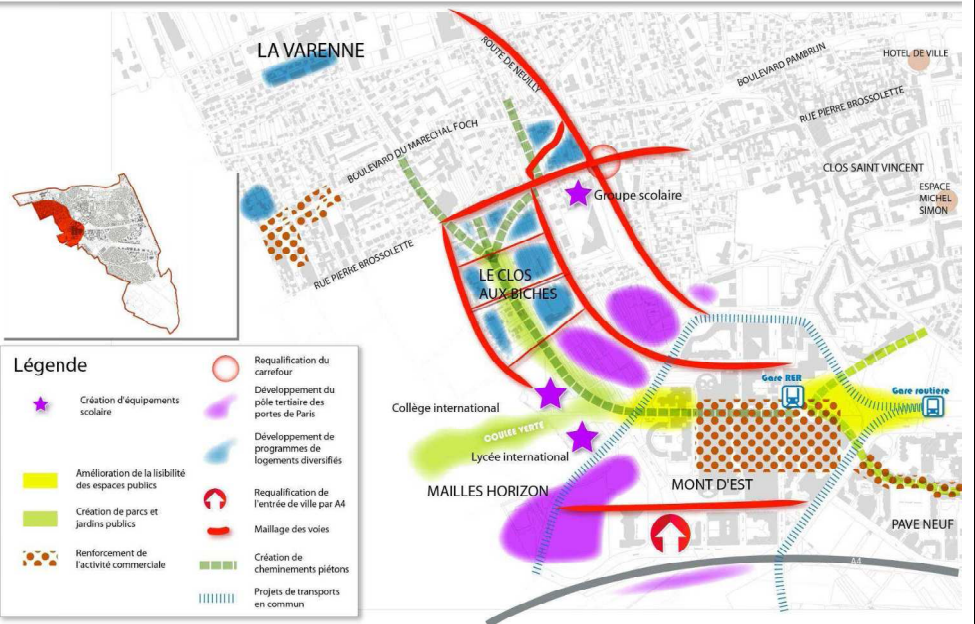 LA VARENNE
ROUTE DE NEUILLY
BOULEVARD PAMBRUN
HOTEL DE VILLE
RUE PIERRE BROSSOLETTE
BOULEVARD DU MARECHAL FOCH
CLOS SAINT VINCENT
ESPACE
MICHEL
SIMON
Groupe scolaire
RUE PIERRE BROSSOLETTE
LE CLOS
AUX BICHES
Gare RER
Gare routière
Collège international
COULEE VERTE
Lycée international
MAILLES HORIZON
MONT D'EST
PAVE NEUF
A4
Légende
Création d'équipements
scolaire
Amélioration de la lisibilité
des espaces publics
Création de parcs et
jardins publics
Renforcement de
l'activité commerciale
Requalification du
carrefour
Développement du
pôle tertiaire des
portes de Paris
Développement de
programmes de
logements diversifiés
Requalification de
l'entrée de ville par A4
Maillage des voies
Création de
cheminements piétons
Projets de transports
en commun